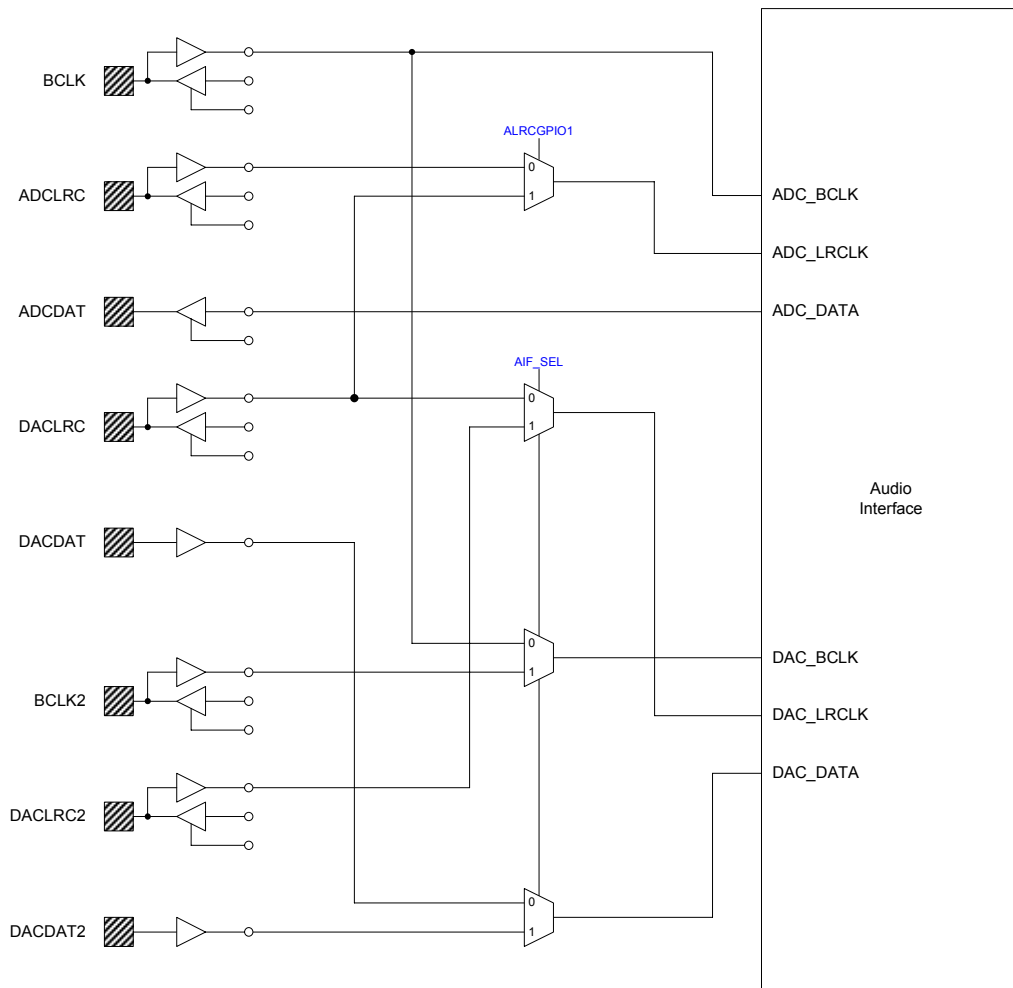 BCLK
ALRCGPIO1
0
ADCLRC
1
ADC_BCLK
ADC_LRCLK
ADCDAT
ADC_DATA
AIF_SEL
0
DACLRC
1
Audio
Interface
DACDAT
0
DAC_BCLK
1
BCLK2
DAC_LRCLK
DAC_DATA
DACLRC2
0
DACDAT2
1